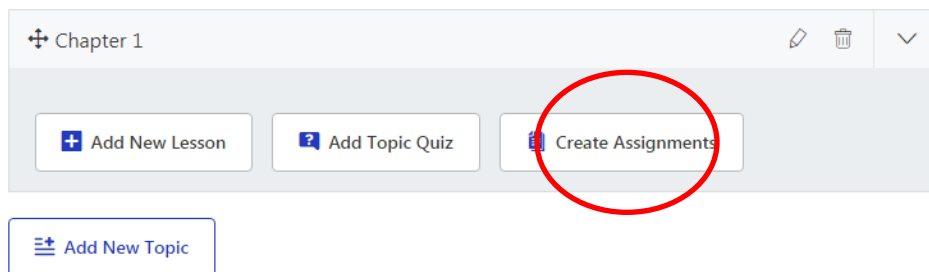 Chapter 1
Add New Lesson Add Topic Quiz Create Assignments
Add New Topic